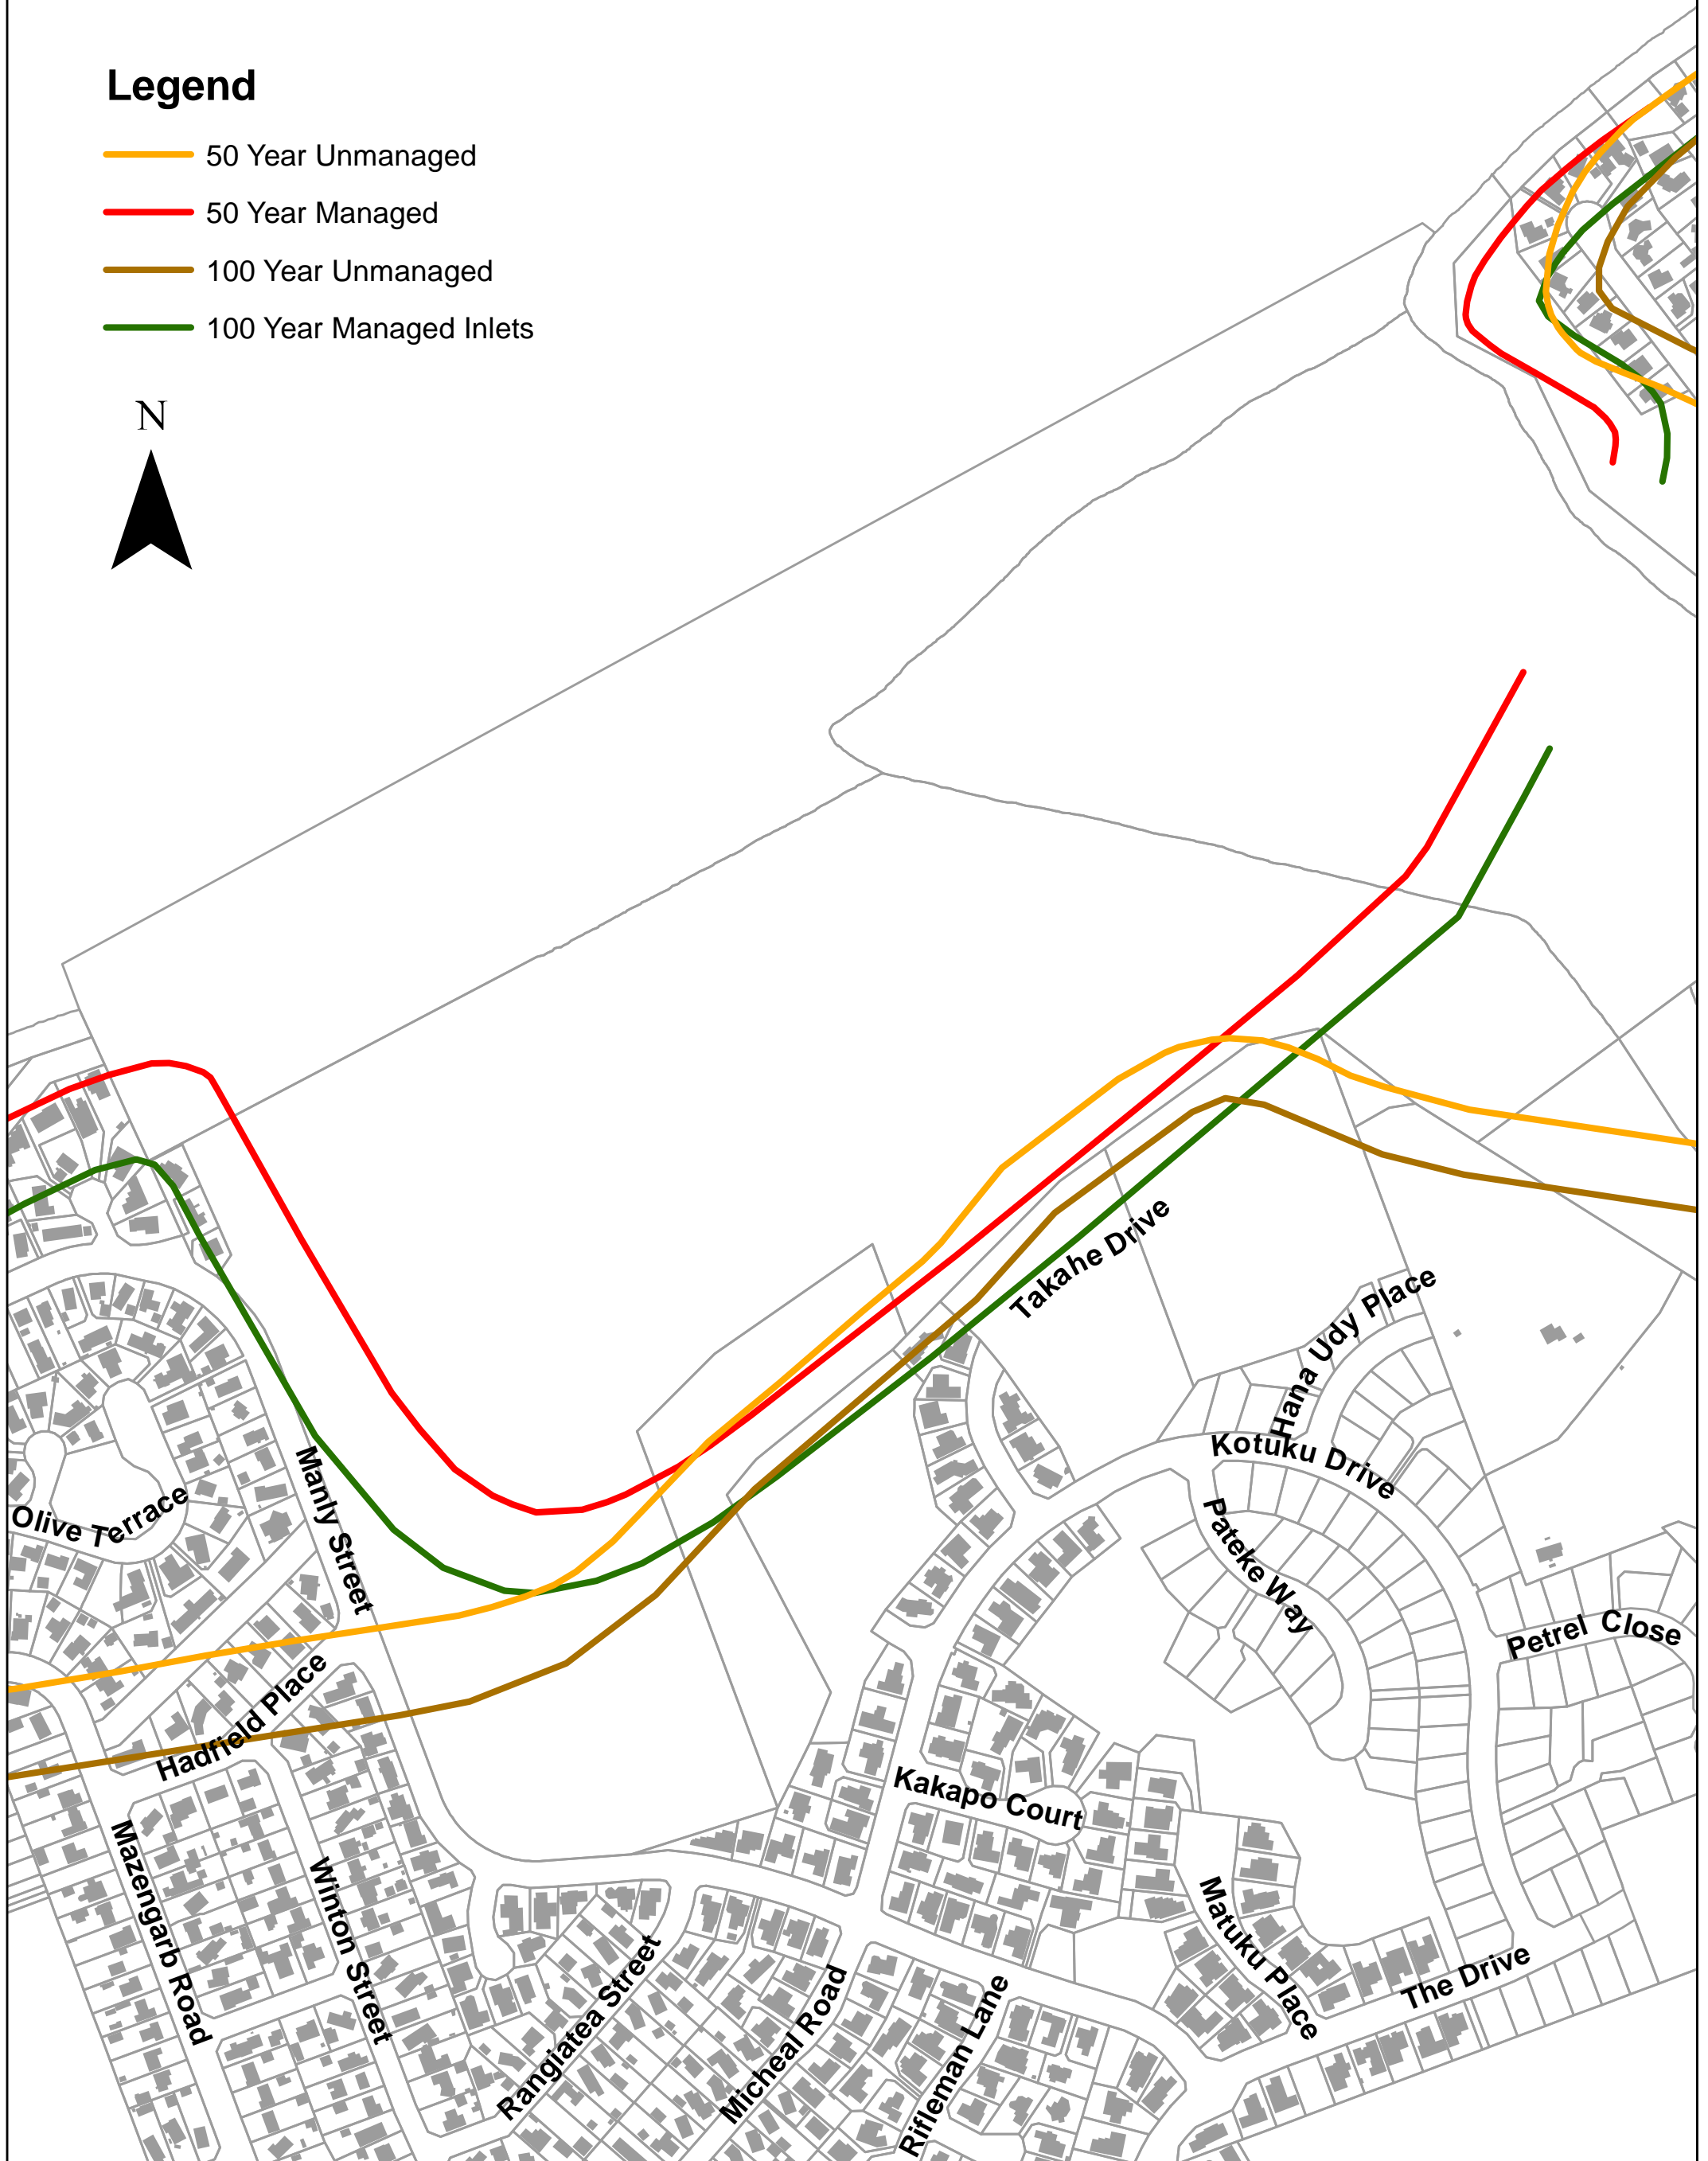 Legend
50 Year Unmanaged
50 Year Managed
100 Year Unmanaged
100 Year Managed Inlets
N
Takahe Drive
Hana Udy Place
Kotuku Drive
Manly Street
Olive Terrace
Pateke Way
Petrel Close
Hadfield Place
Kakapo Court
Mazengarb Road
Winton Street
Matuku Place
The Drive
Rangiatea Street
Micheal Road
Rifleman Lane